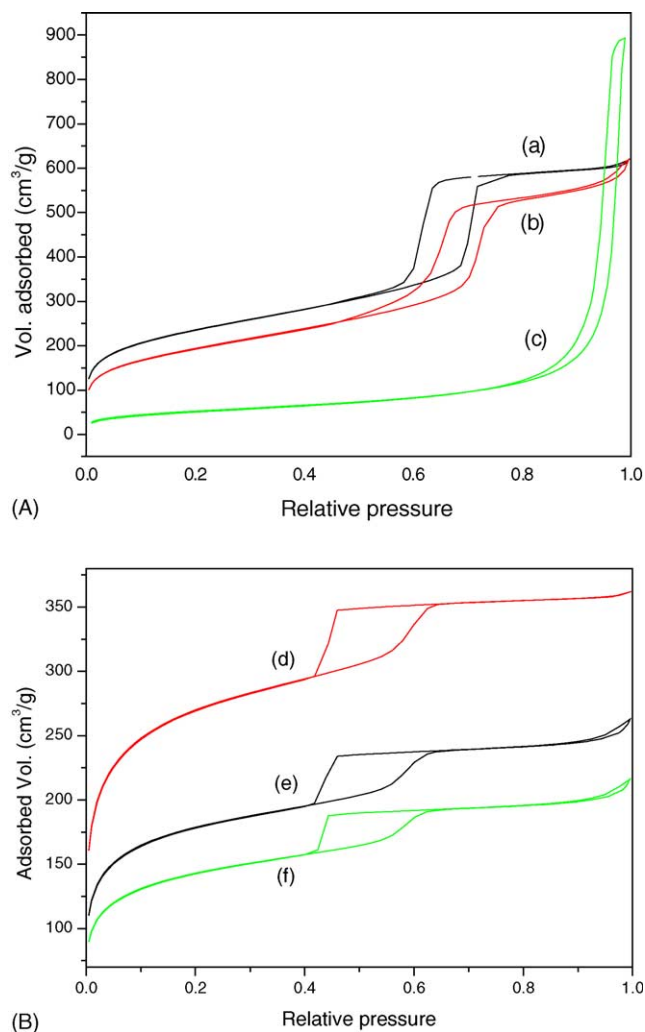 900
800
700
600
500
400
300
200
100
0
Vol. adsorbed (cm³/g)
(a)
(b)
(c)
0.0 0.2 0.4 0.6 0.8 1.0
Relative pressure
(A)
350
300
250
200
150
100
Adsorbed Vol. (cm³/g)
(d)
(e)
(f)
0.0 0.2 0.4 0.6 0.8 1.0
Relative pressure
(B)